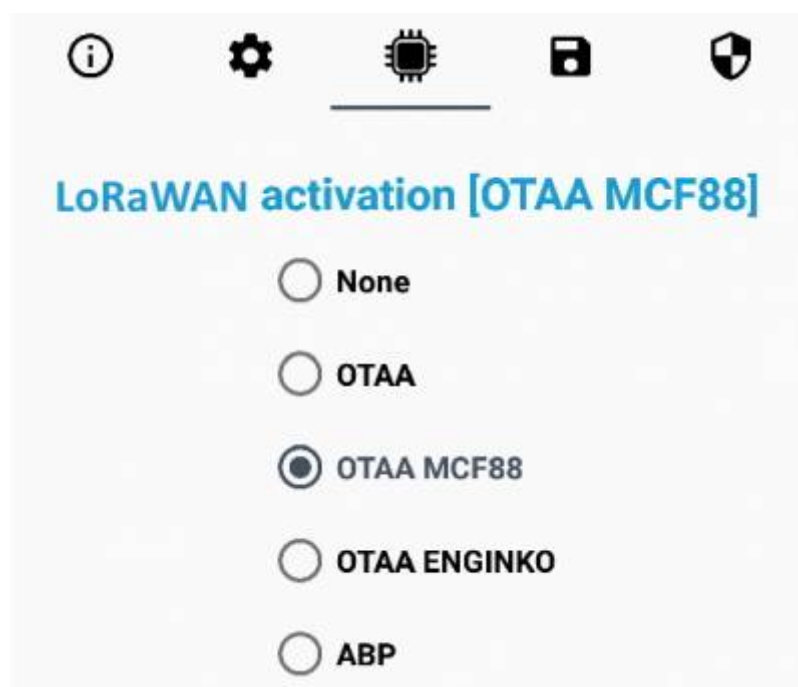 LoRaWAN activation [OTAA MCF88]
None
OTAA
OTAA MCF88
OTAA ENGINKO
ABP